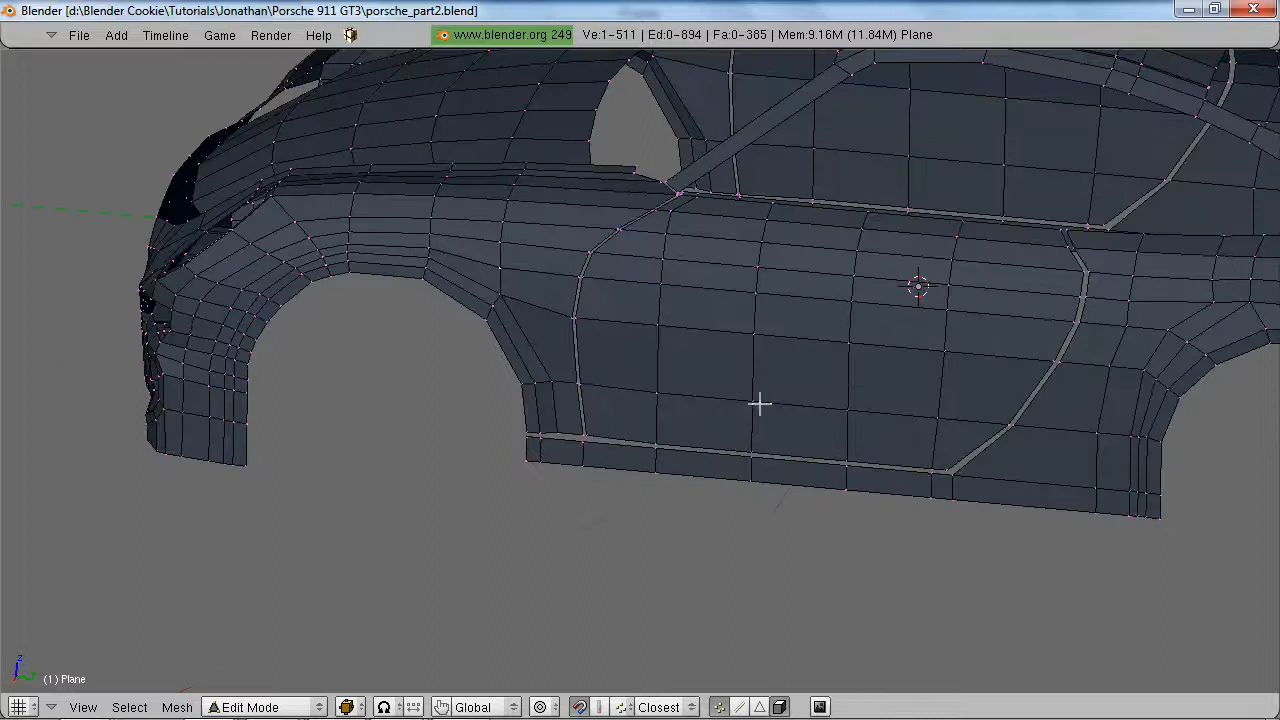 Blender [d:\Blender Cookie\Tutorials\Jonathan\Porsche 911 GT3\porsche_part2.blend]
File Add Timeline Game Render Help www.blender.org 249 Ve:1-511 | Ed:0-894 | Fa:0-385 | Mem:9.16M (11.84M) Plane
z
(1) Plane
View Select Mesh Edit Mode Global Closest